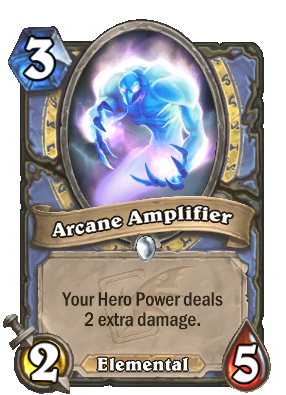 3
Arcane Amplifier
Your Hero Power deals
2 extra damage.
2
Elemental
5